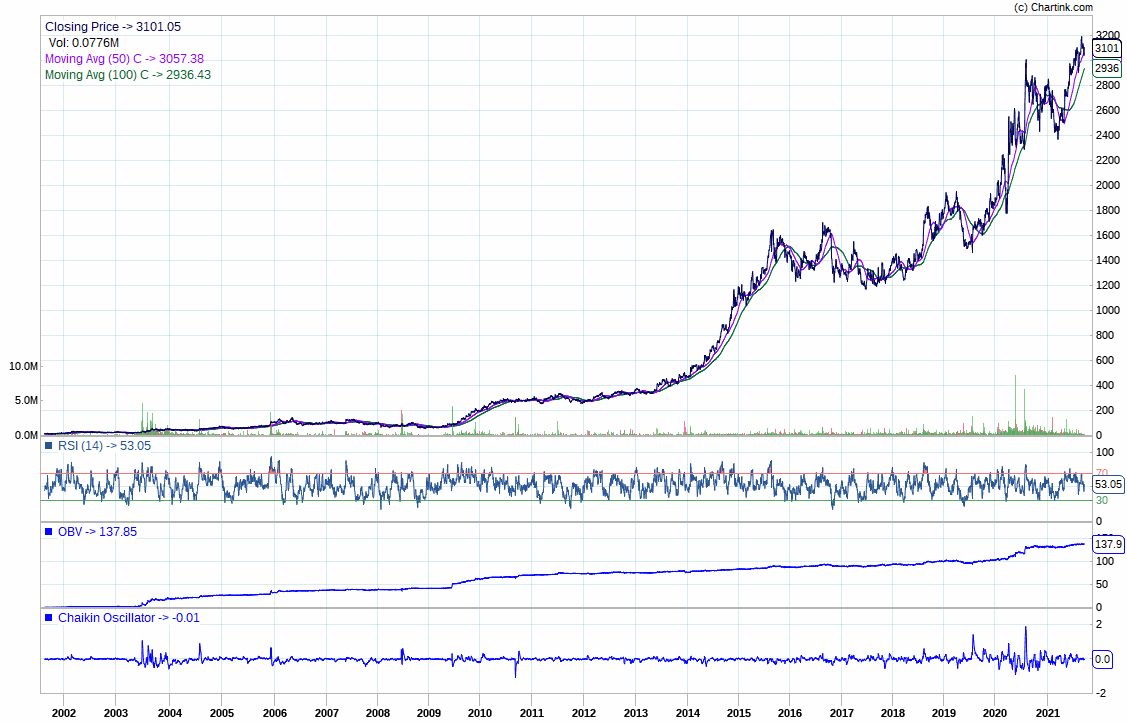 (c) Chartink.com
Closing Price -> 3101.05
Vol: 0.0776M
Moving Avg (50) C -> 3057.38
Moving Avg (100) C -> 2936.43
3200
3101
2936
2800
2600
2400
2200
2000
1800
1600
1400
1200
1000
800
600
10.0M
400
5.0M
200
0.0M
0
RSI (14) -> 53.05
100
70
53.05
30
0
OBV -> 137.85
137.9
100
50
0
Chaikin Oscillator -> -0.01
2
0.0
-2
2002 2003 2004 2005 2006 2007 2008 2009 2010 2011 2012 2013 2014 2015 2016 2017 2018 2019 2020 2021